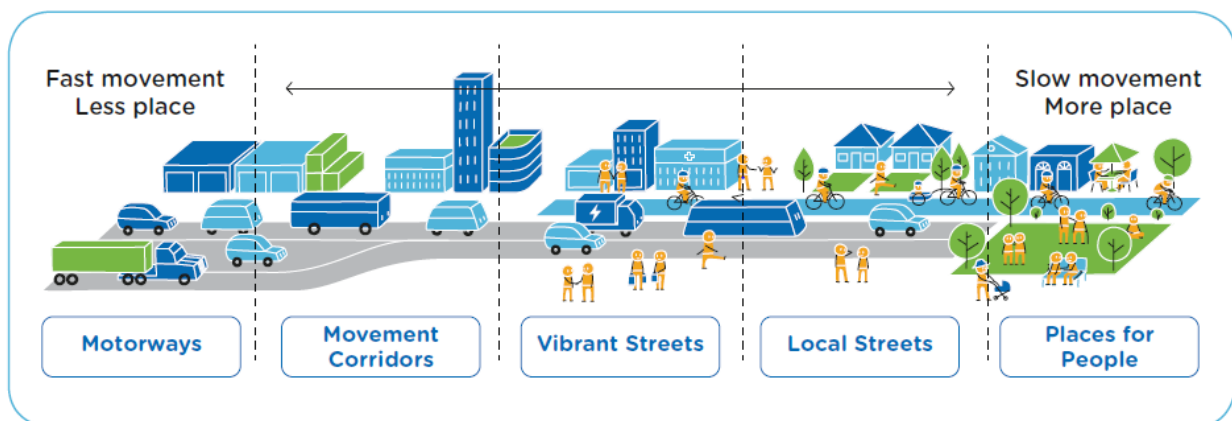 Fast movement
Less place
Slow movement
More place
Motorways
Movement
Corridors
Vibrant Streets
Local Streets
Places for
People